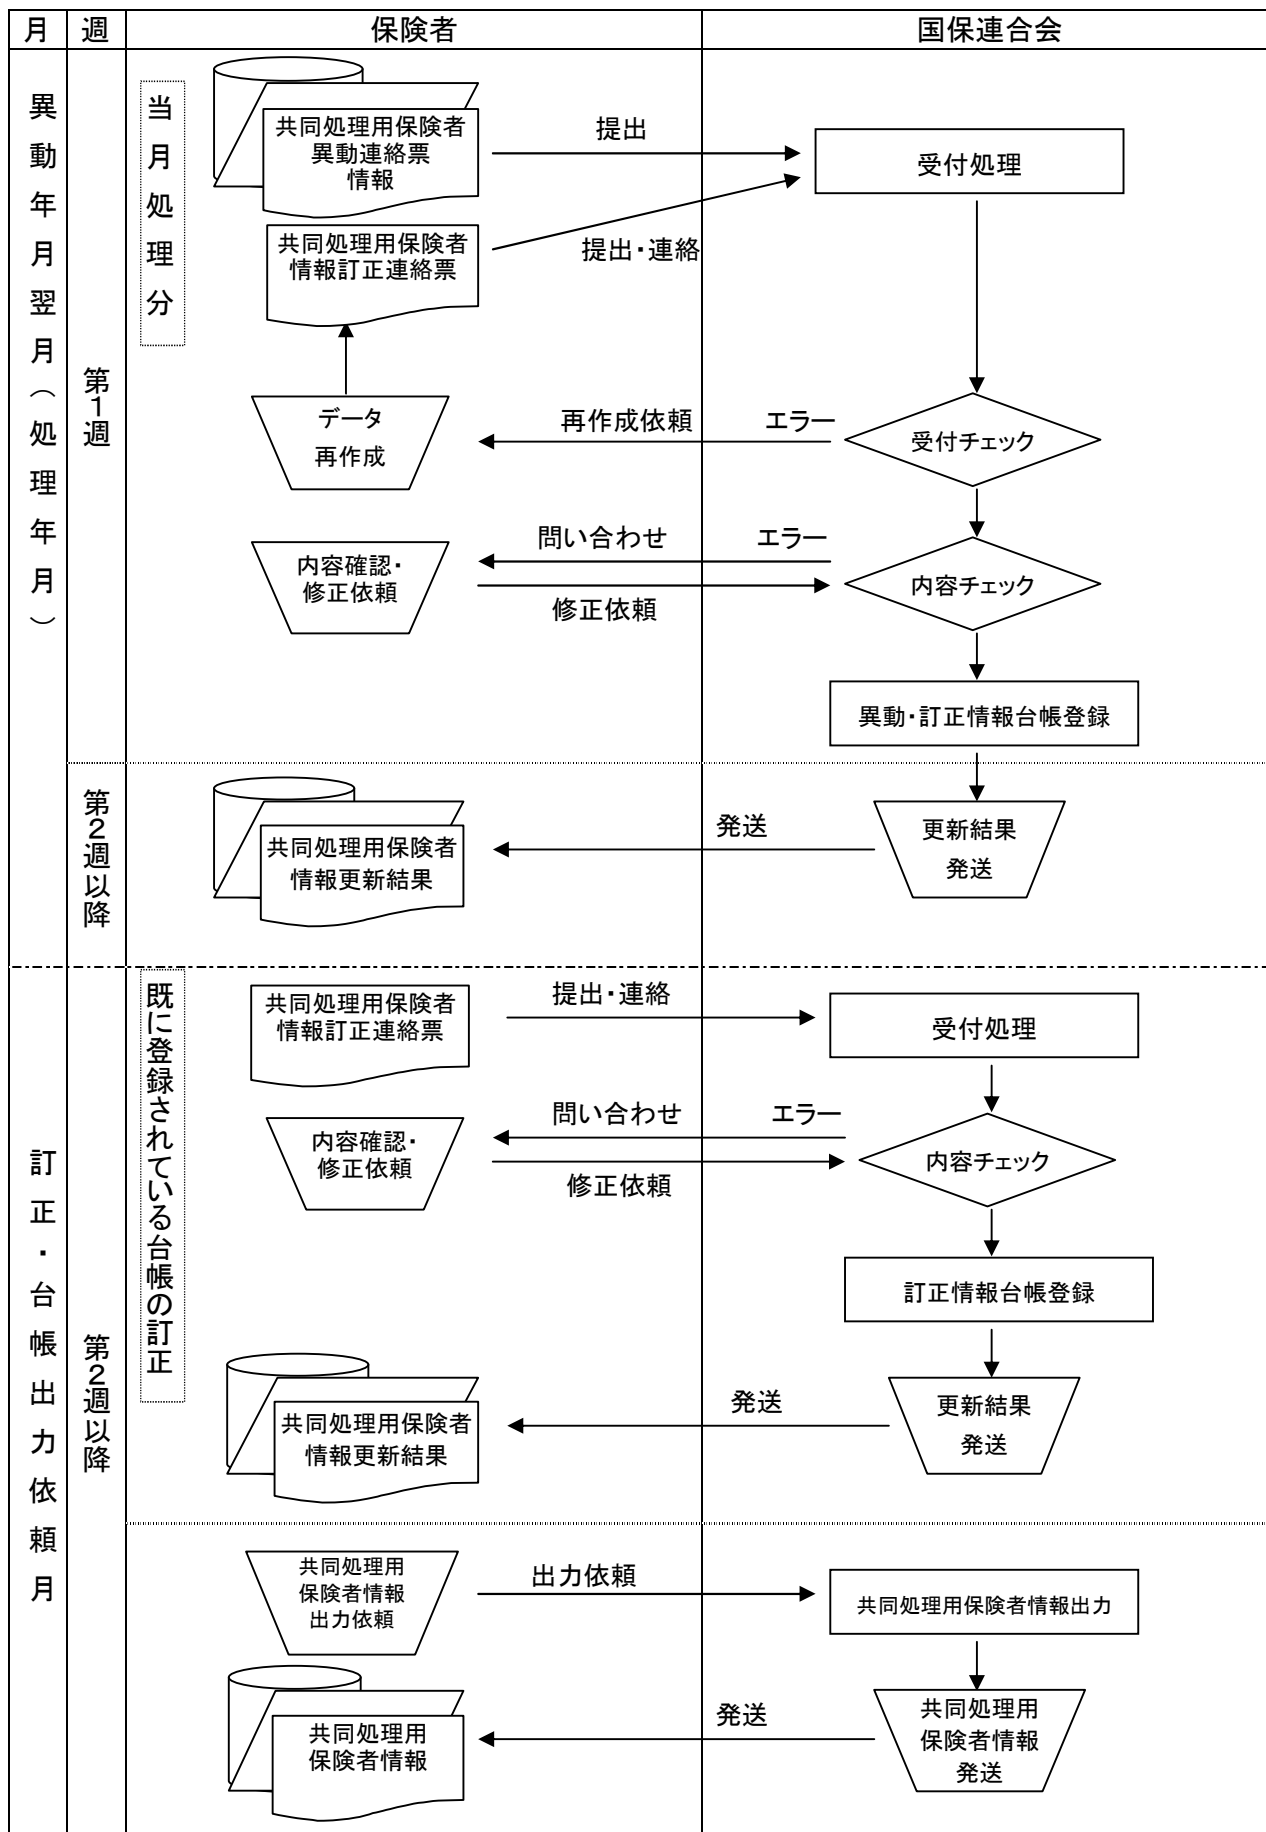 月
週
保険者
国保連合会
異動年月翌月（処理年月）
第1週
当月処理分
共同処理用保険者
異動連絡票
情報
提出
受付処理
共同処理用保険者
情報訂正連絡票
提出・連絡
データ
再作成
再作成依頼
エラー
受付チェック
内容確認・
修正依頼
問い合わせ
エラー
修正依頼
内容チェック
異動・訂正情報台帳登録
第2週以降
共同処理用保険者
情報更新結果
発送
更新結果
発送
訂正・台帳出力依頼月
第2週以降
既に登録されている台帳の訂正
共同処理用保険者
情報訂正連絡票
提出・連絡
受付処理
内容確認・
修正依頼
問い合わせ
エラー
修正依頼
内容チェック
訂正情報台帳登録
共同処理用保険者
情報更新結果
発送
更新結果
発送
共同処理用
保険者情報
出力依頼
出力依頼
共同処理用保険者情報出力
共同処理用
保険者情報
発送
共同処理用
保険者情報
発送